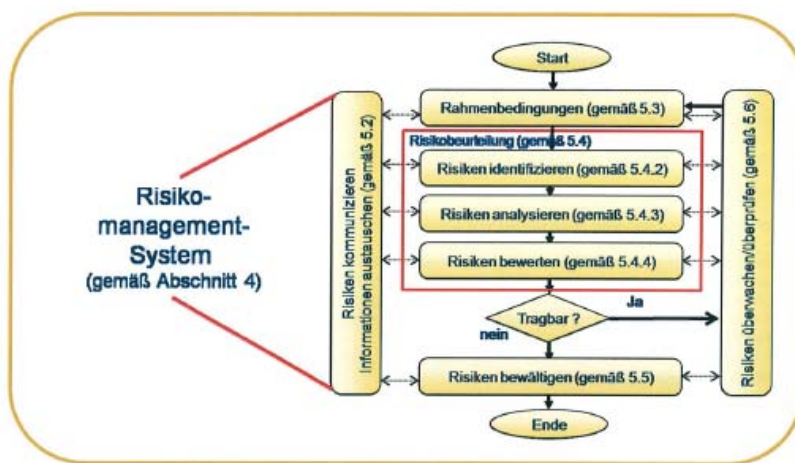 Start
Rahmenbedingungen (gemäß 5.3)
Risikobeurteilung (gemäß 5.4)
Risiken identifizieren (gemäß 5.4.2)
Risiken analysieren (gemäß 5.4.3)
Risiken bewerten (gemäß 5.4.4)
Tragbar ?
Ja
nein
Risiken bewältigen (gemäß 5.5)
Ende
Risiko-
management-
System
(gemäß Abschnitt 4)
Risiken kommunizieren
Informationen austauschen (gemäß 5.2)
Risiken überwachen/überprüfen (gemäß 5.6)